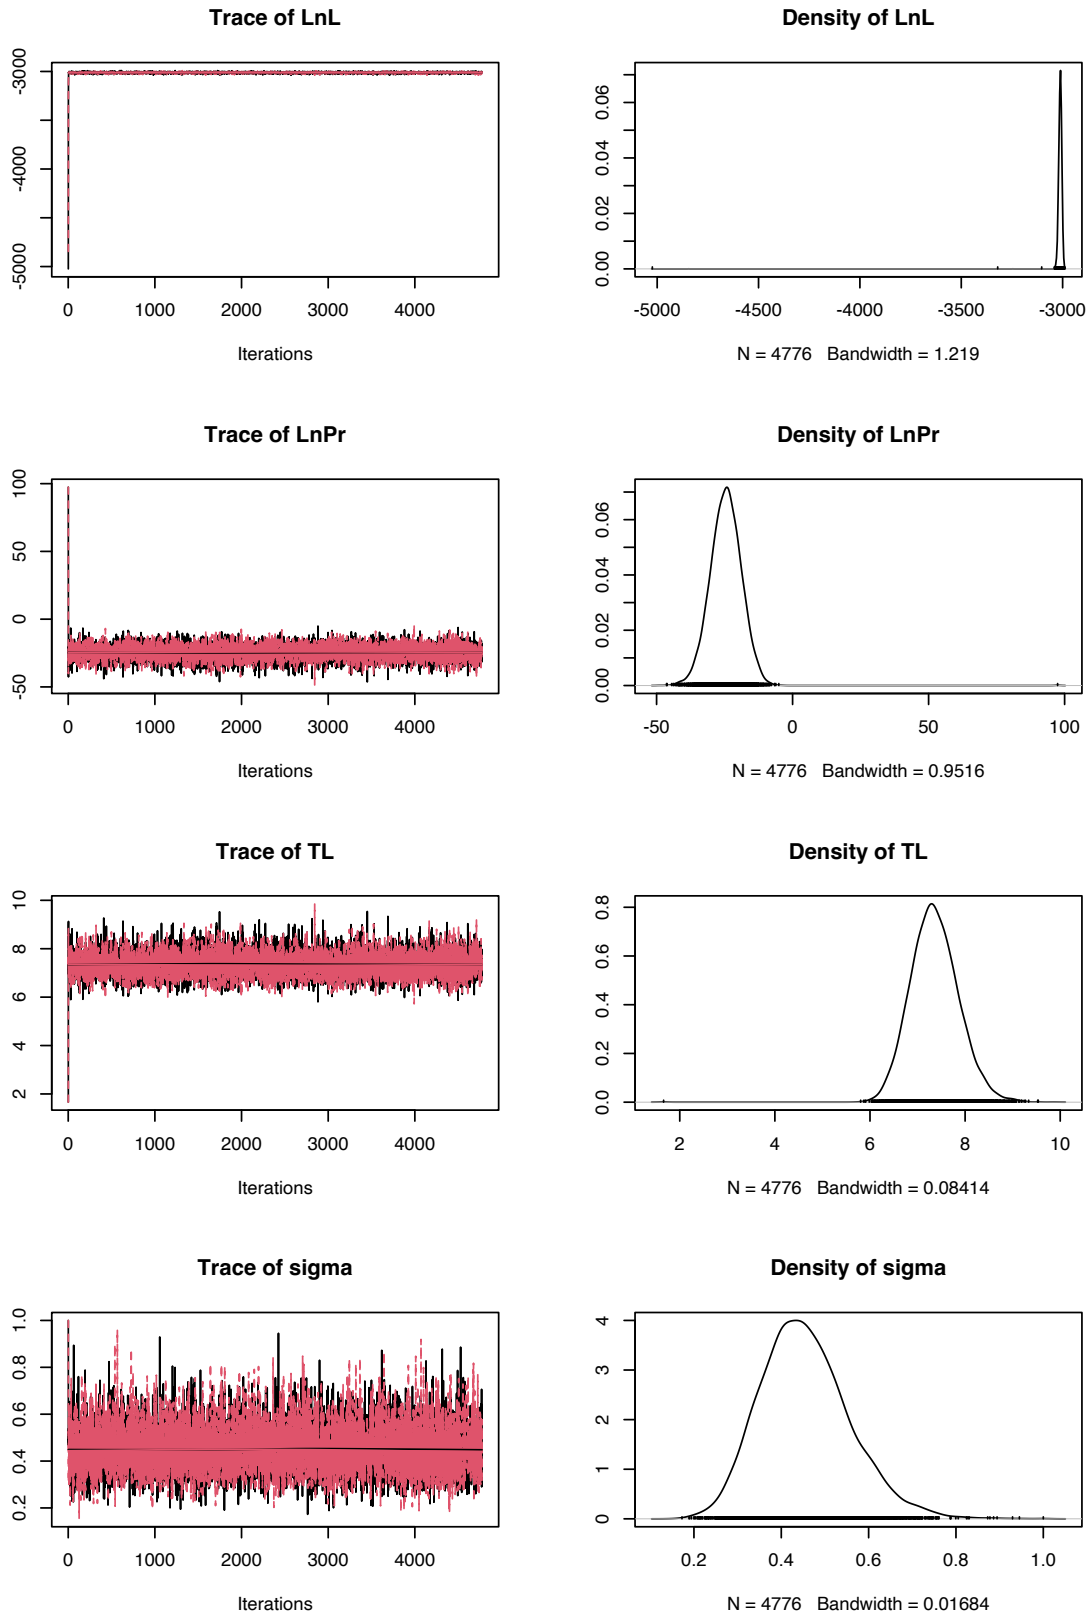 Trace of LnL
-3000
-4000
-5000
0 1000 2000 3000 4000
Iterations
Density of LnL
0.06
0.04
0.02
0.00
-5000 -4500 -4000 -3500 -3000
N = 4776 Bandwidth = 1.219
Trace of LnPr
100
50
0
-50
0 1000 2000 3000 4000
Iterations
Density of LnPr
0.06
0.04
0.02
0.00
-50 0 50 100
N = 4776 Bandwidth = 0.9516
Trace of TL
10
8
6
4
2
0 1000 2000 3000 4000
Iterations
Density of TL
0.8
0.6
0.4
0.2
0.0
2 4 6 8 10
N = 4776 Bandwidth = 0.08414
Trace of sigma
1.0
0.8
0.6
0.4
0.2
0 1000 2000 3000 4000
Iterations
Density of sigma
4
3
2
1
0
0.2 0.4 0.6 0.8 1.0
N = 4776 Bandwidth = 0.01684